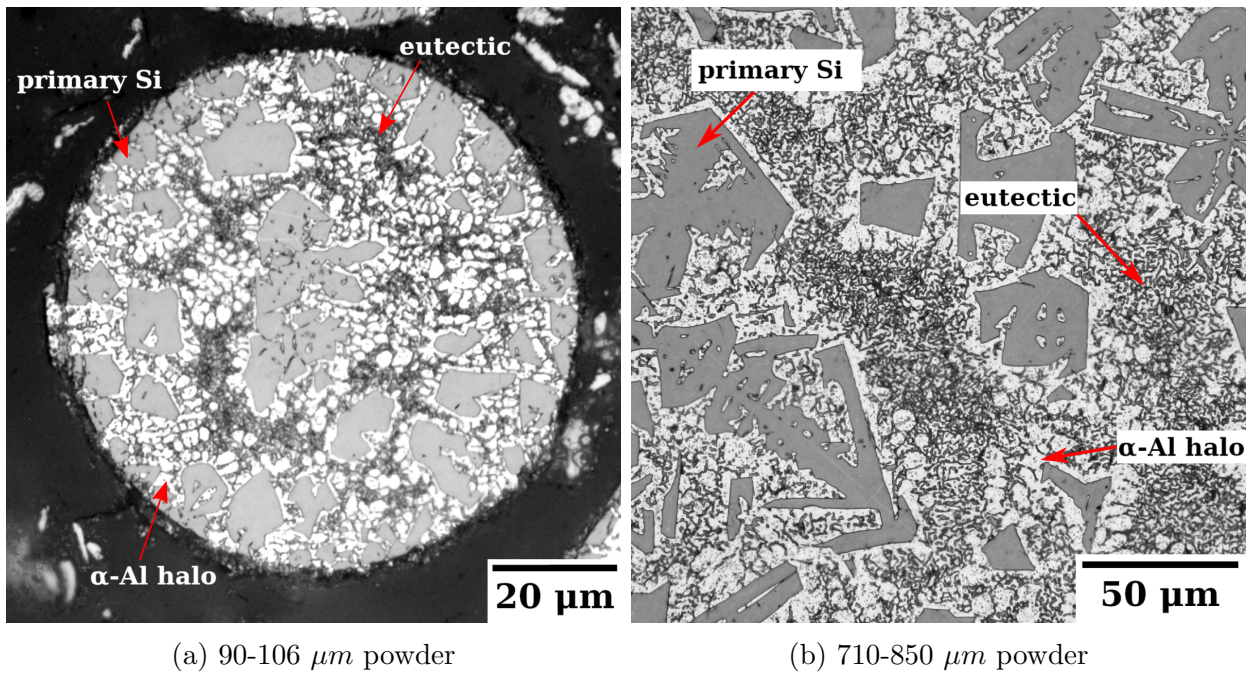 primary Si
eutectic
α-Al halo
20 μm
primary Si
eutectic
α-Al halo
50 μm
(a) 90-106 μm powder
(b) 710-850 μm powder